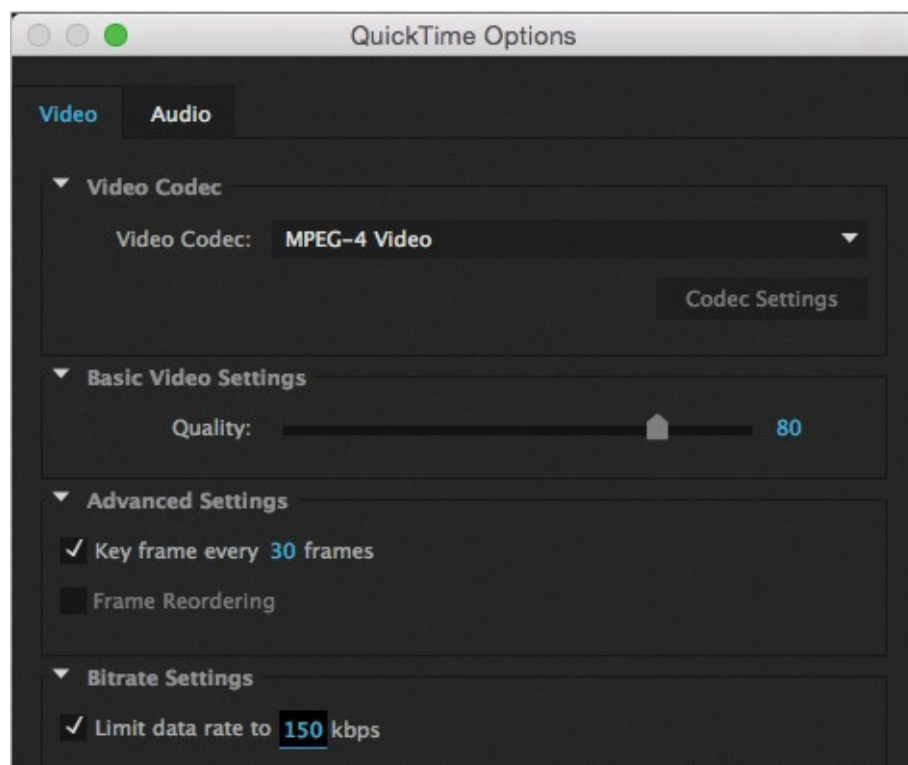 QuickTime Options
Video Audio
Video Codec
Video Codec: MPEG-4 Video
Codec Settings
Basic Video Settings
Quality: 80
Advanced Settings
Key frame every 30 frames
Frame Reordering
Bitrate Settings
Limit data rate to 150 kbps